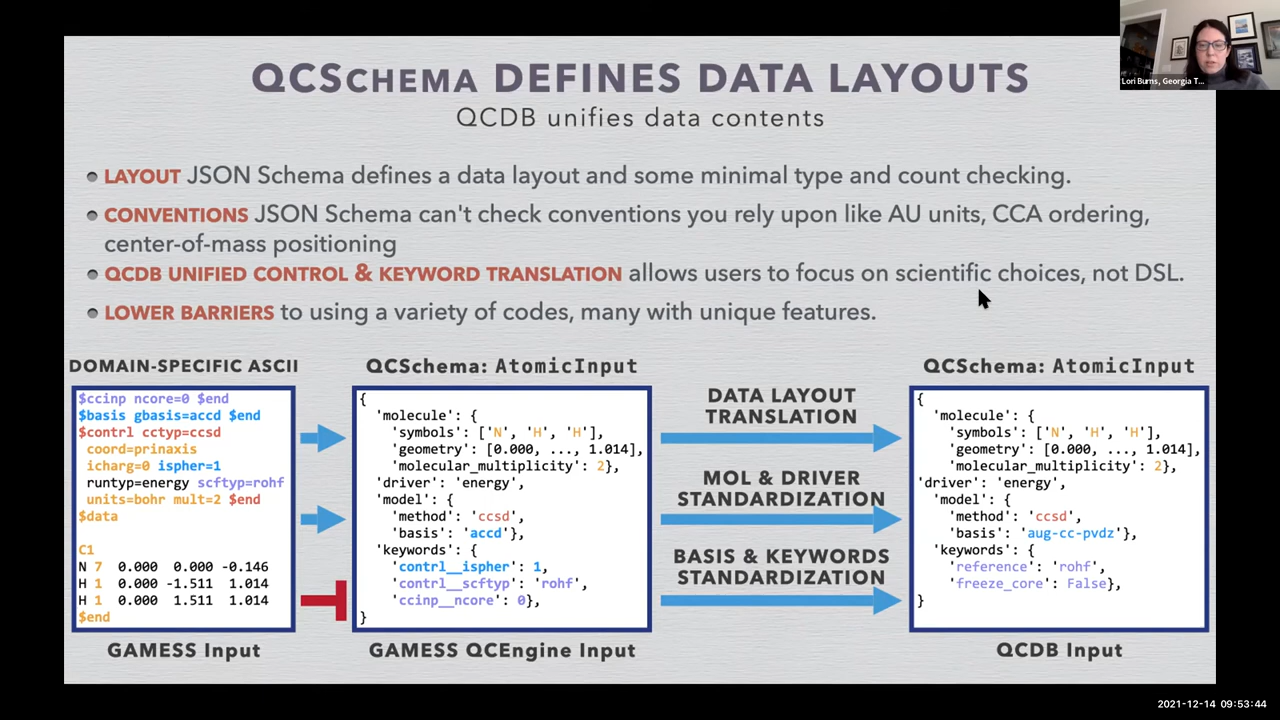 QCSCHEMA DEFINES DATA LAYOUTS
QCDB unifies data contents
Lori Burns, Georgia T...
• LAYOUT JSON Schema defines a data layout and some minimal type and count checking.
• CONVENTIONS JSON Schema can't check conventions you rely upon like AU units, CCA ordering,
center-of-mass positioning
• QCDB UNIFIED CONTROL & KEYWORD TRANSLATION allows users to focus on scientific choices, not DSL.
• LOWER BARRIERS to using a variety of codes, many with unique features.
DOMAIN-SPECIFIC ASCII
$ccinp ncore=0 $end
$basis gbasis=accd $end
$contrl cctyp=ccsd
coord=prinaxis
icharg=0 ispher=1
runtyp=energy scftyp=rohf
units=bohr mult=2 $end
$data
C1
N 7 0.000 0.000 -0.146
H 1 0.000 -1.511 1.014
H 1 0.000 1.511 1.014
$end
GAMESS Input
QCSchema: AtomicInput
{
'molecule': {
'symbols': ['N', 'H', 'H'],
'geometry': [0.000, ..., 1.014],
'molecular_multiplicity': 2},
'driver': 'energy',
'model': {
'method': 'ccsd',
'basis': 'accd'},
'keywords': {
'contrl__ispher': 1,
'contrl__scftyp': 'rohf',
'ccinp__ncore': 0},
}
GAMESS QCEngine Input
DATA LAYOUT
TRANSLATION
MOL & DRIVER
STANDARDIZATION
BASIS & KEYWORDS
STANDARDIZATION
QCSchema: AtomicInput
{
'molecule': {
'symbols': ['N', 'H', 'H'],
'geometry': [0.000, ..., 1.014],
'molecular_multiplicity': 2},
'driver': 'energy',
'model': {
'method': 'ccsd',
'basis': 'aug-cc-pvdz'},
'keywords': {
'reference': 'rohf',
'freeze_core': False},
}
QCDB Input
2021-12-14 09:53:44